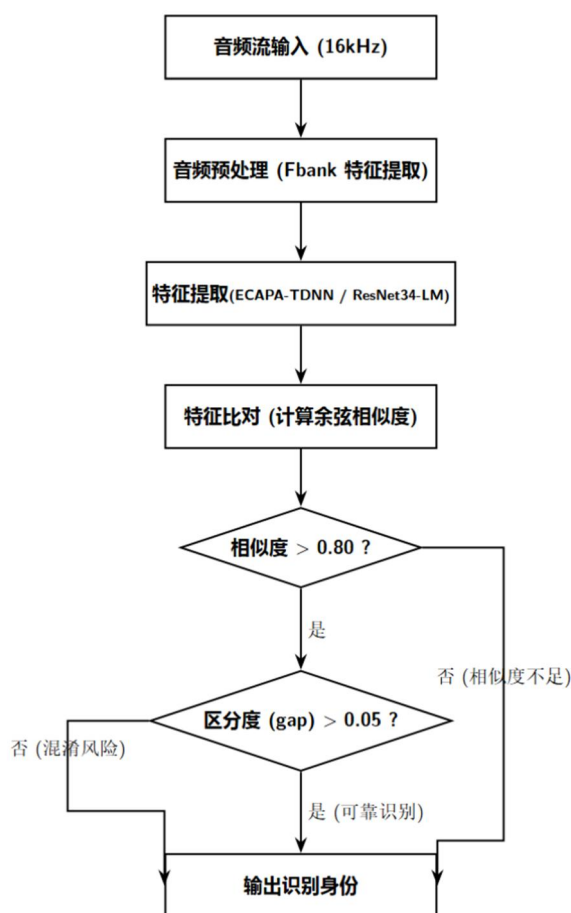 音频流输入 (16kHz)
音频预处理 (Fbank 特征提取)
特征提取(ECAPA-TDNN / ResNet34-LM)
特征比对 (计算余弦相似度)
相似度 > 0.80 ?
是
否 (相似度不足)
区分度 (gap) > 0.05 ?
否 (混淆风险)
是 (可靠识别)
输出识别身份